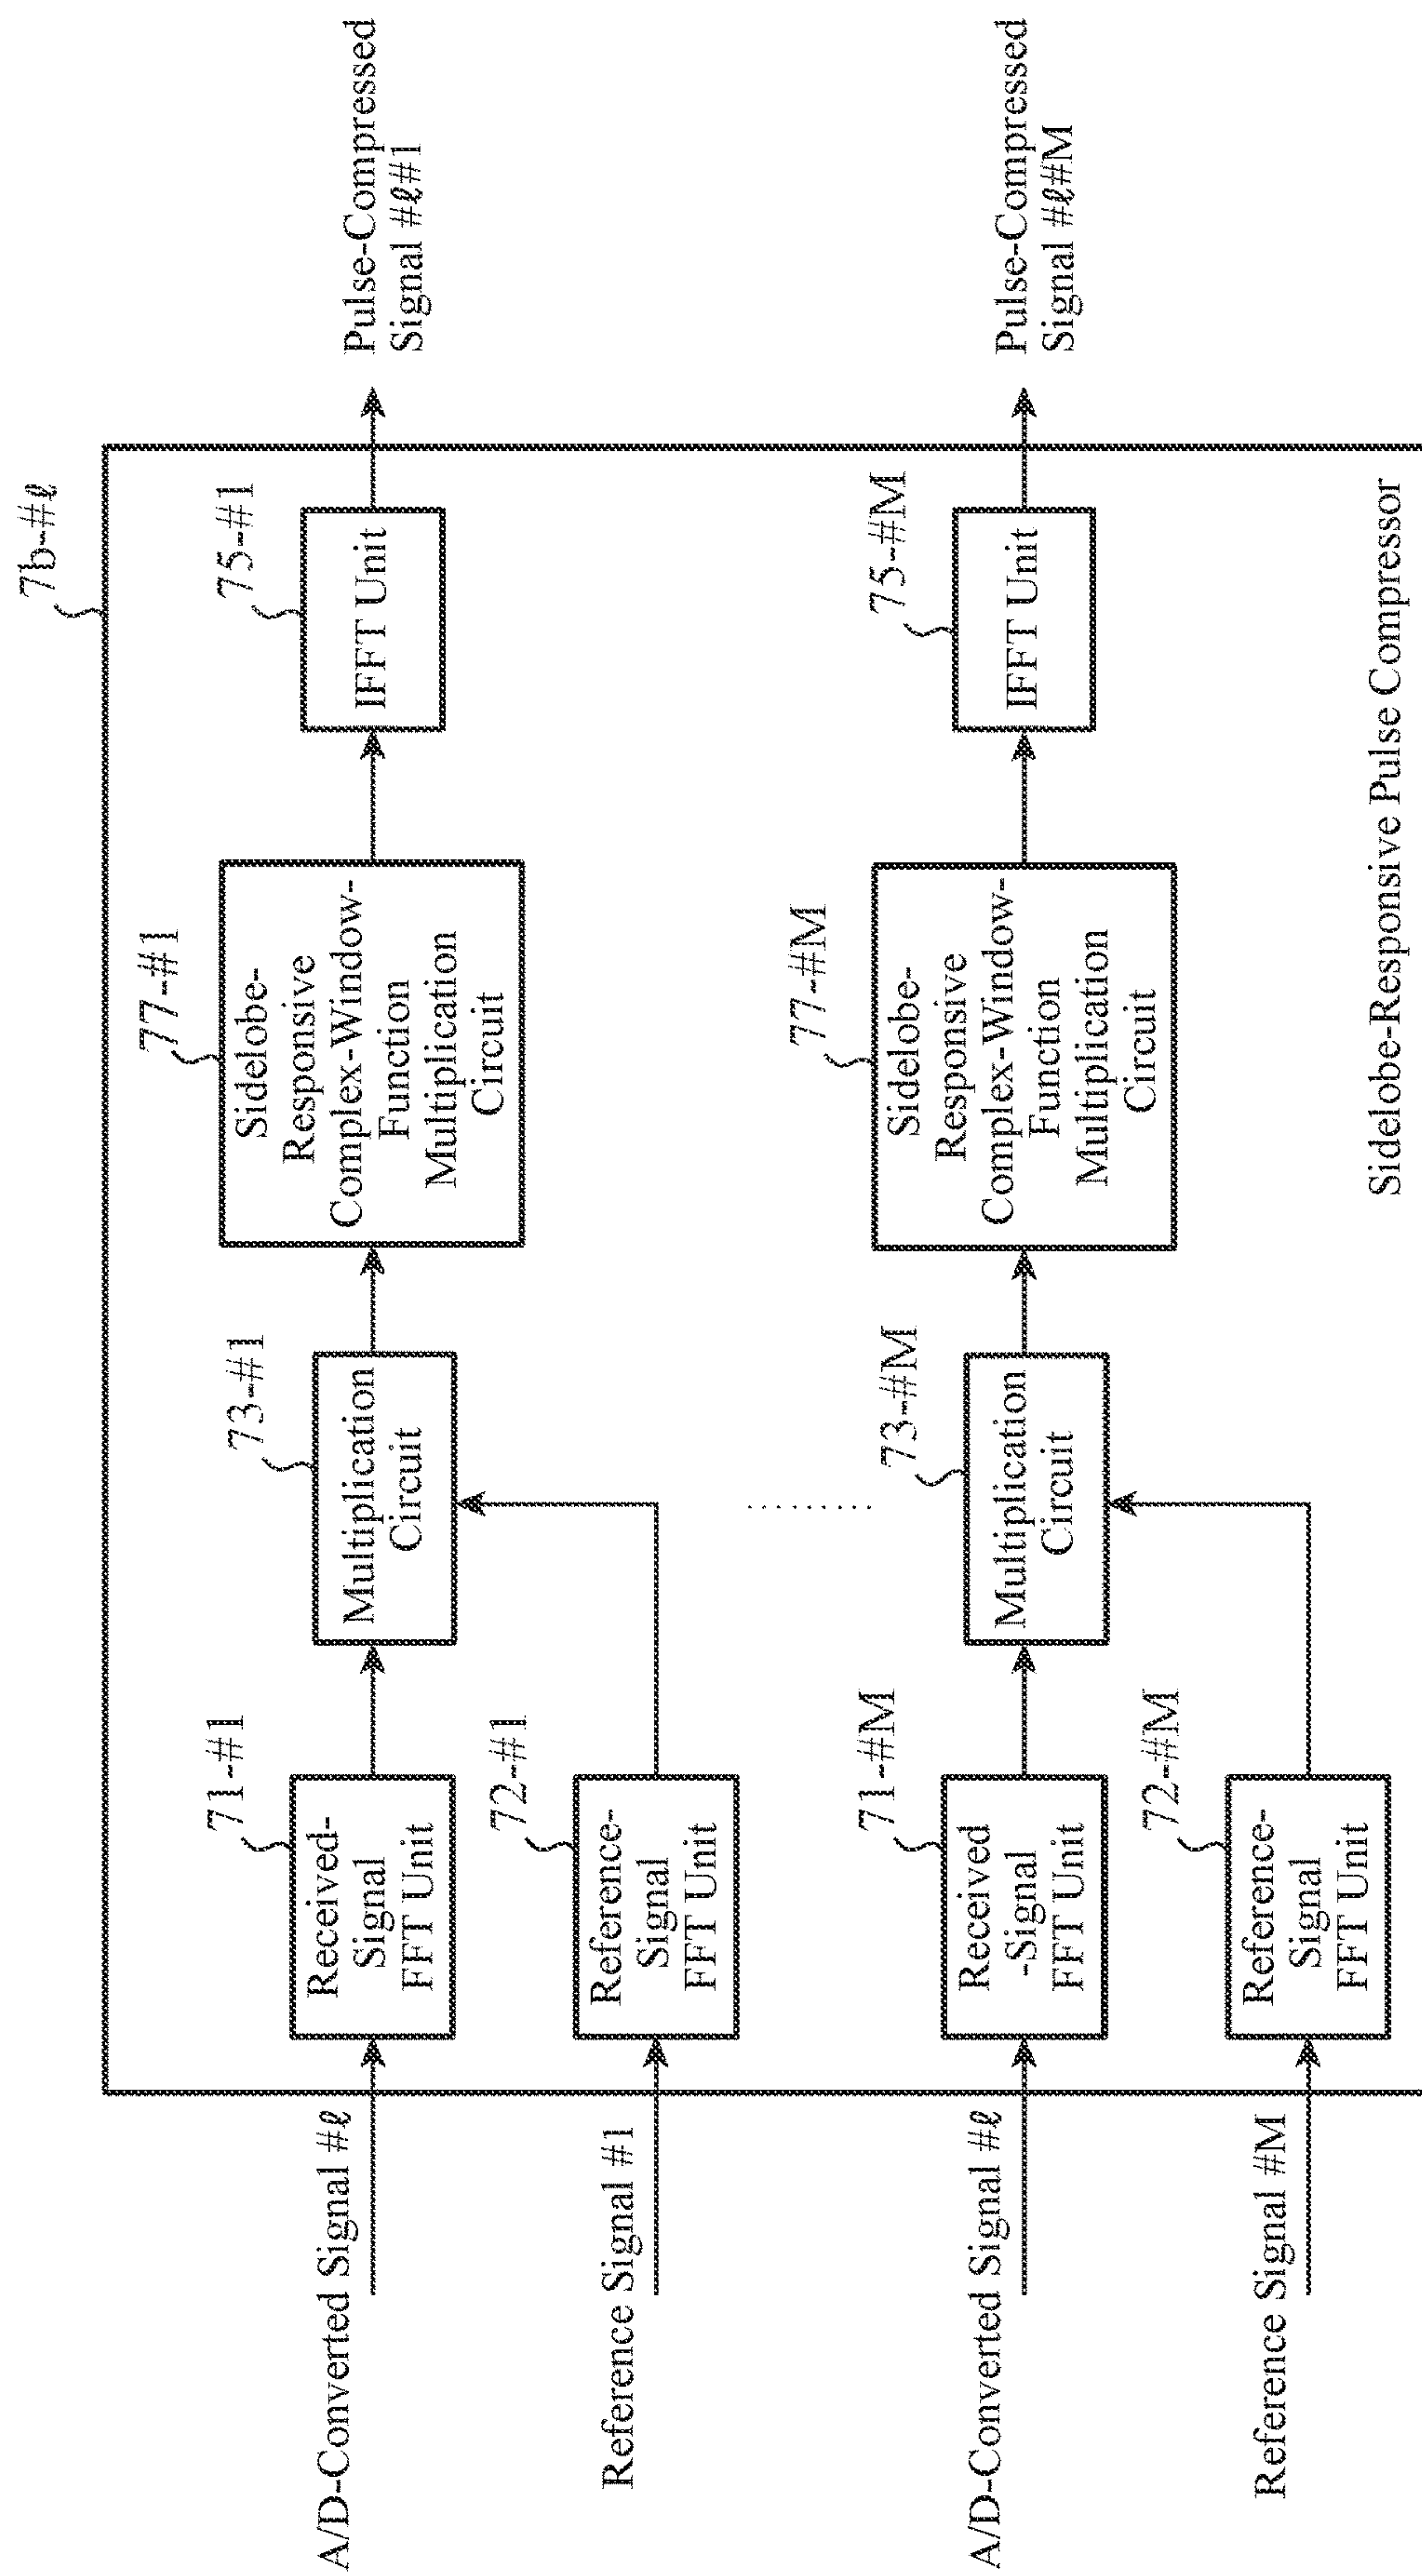 7b-#ℓ
A/D-Converted Signal #ℓ
71-#1
Received-
Signal
FFT Unit
73-#1
Multiplication
Circuit
77-#1
Sidelobe-
Responsive
Complex-Window-
Function
Multiplication
Circuit
75-#1
IFFT Unit
Pulse-Compressed
Signal #ℓ#1
Reference Signal #1
72-#1
Reference-
Signal
FFT Unit
A/D-Converted Signal #ℓ
71-#M
Received
-Signal
FFT Unit
73-#M
Multiplication
Circuit
77-#M
Sidelobe-
Responsive
Complex-Window-
Function
Multiplication
Circuit
75-#M
IFFT Unit
Pulse-Compressed
Signal #ℓ#M
Reference Signal #M
72-#M
Reference-
Signal
FFT Unit
Sidelobe-Responsive Pulse Compressor